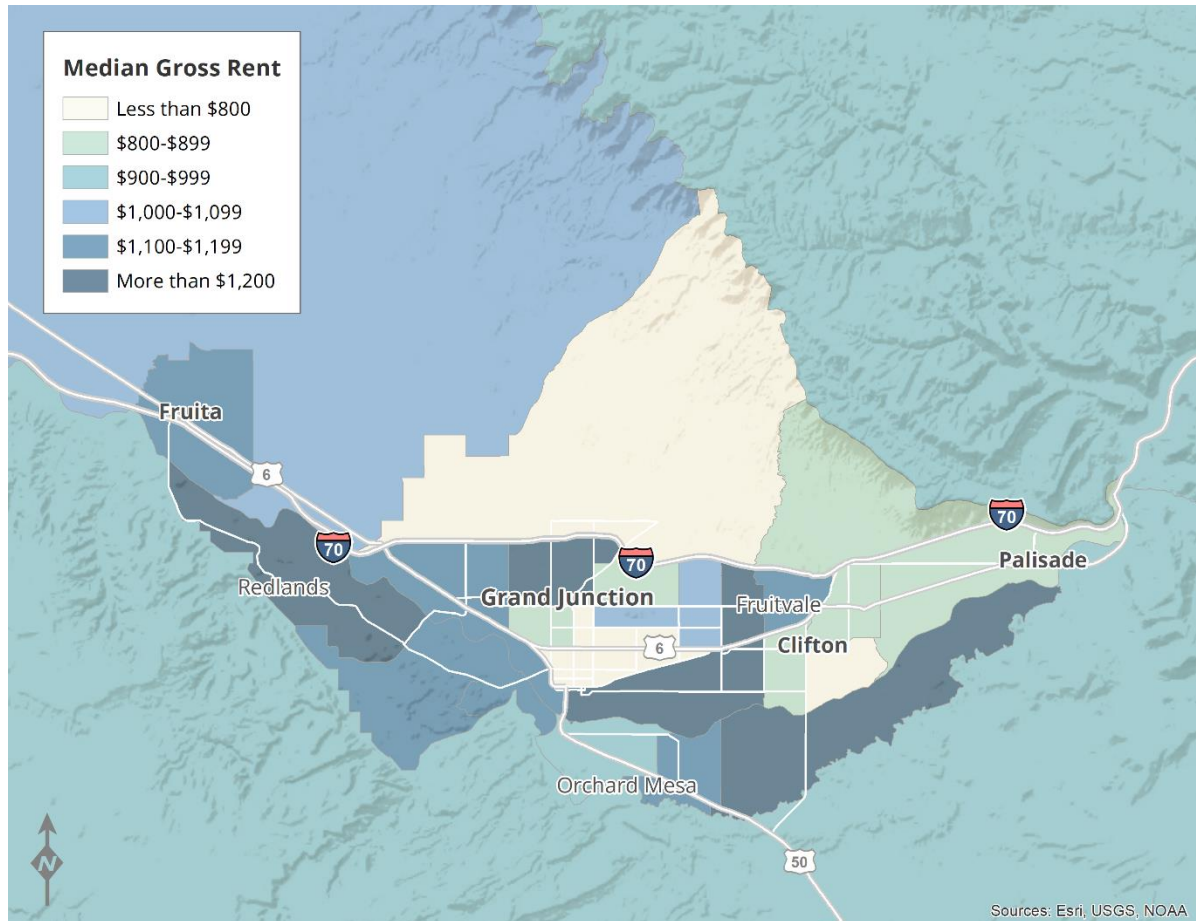 Median Gross Rent
Less than $800
$800-$899
$900-$999
$1,000-$1,099
$1,100-$1,199
More than $1,200
Fruita
6
70
Redlands
70
70
Palisade
Grand Junction
Fruitvale
6
Clifton
Orchard Mesa
50
N
Sources: Esri, USGS, NOAA